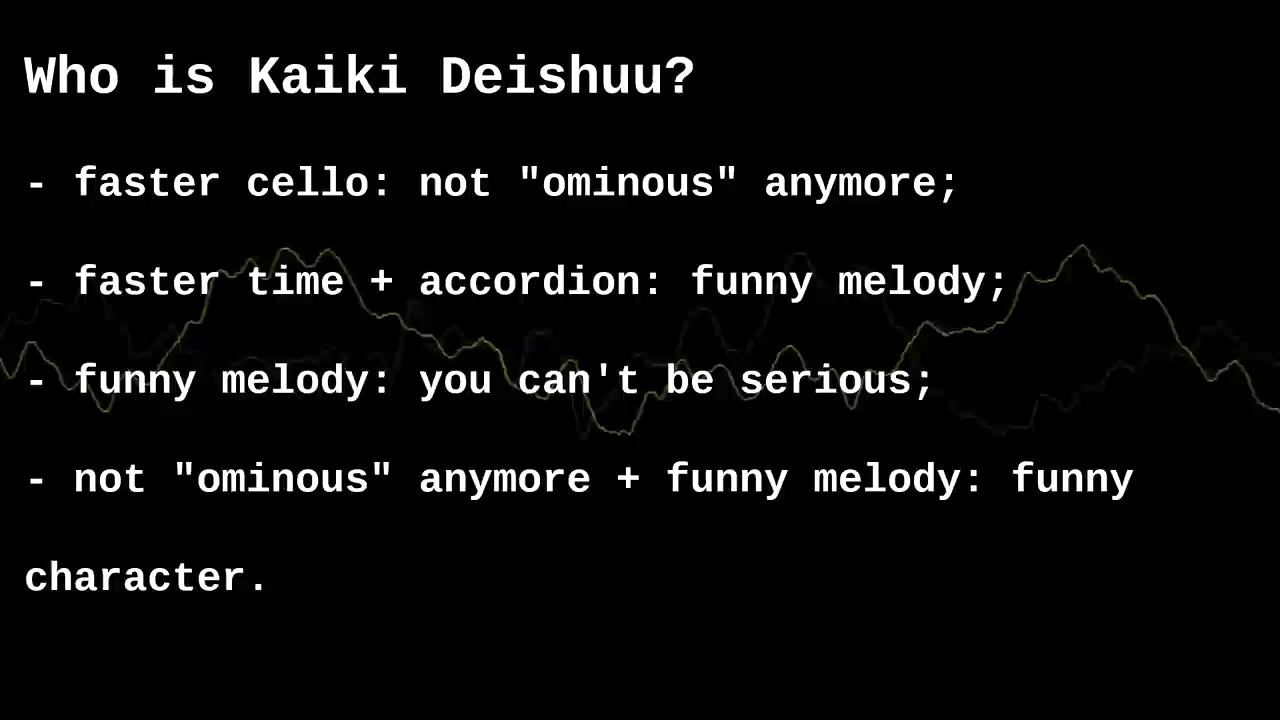 Who is Kaiki Deishuu?
- faster cello: not "ominous" anymore;
- faster time + accordion: funny melody;
- funny melody: you can't be serious;
- not "ominous" anymore + funny melody: funny
character.